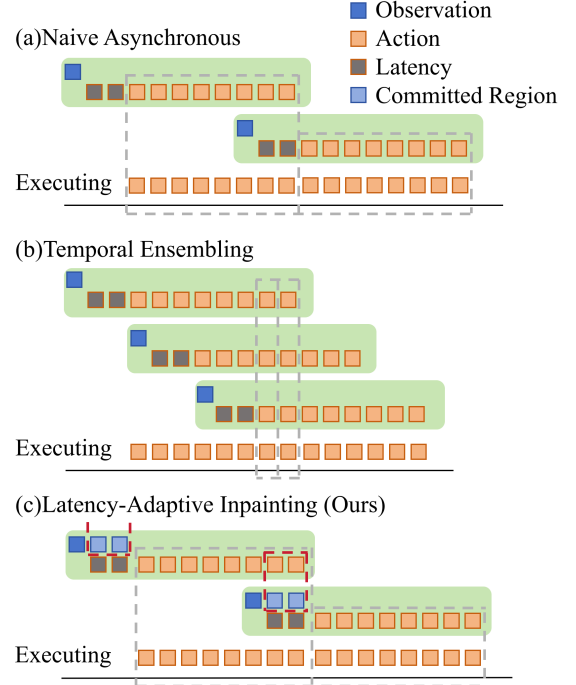 Observation
(a)Naive Asynchronous
Action
Latency
Committed Region
Executing
(b)Temporal Ensembling
Executing
(c)Latency-Adaptive Inpainting (Ours)
Executing